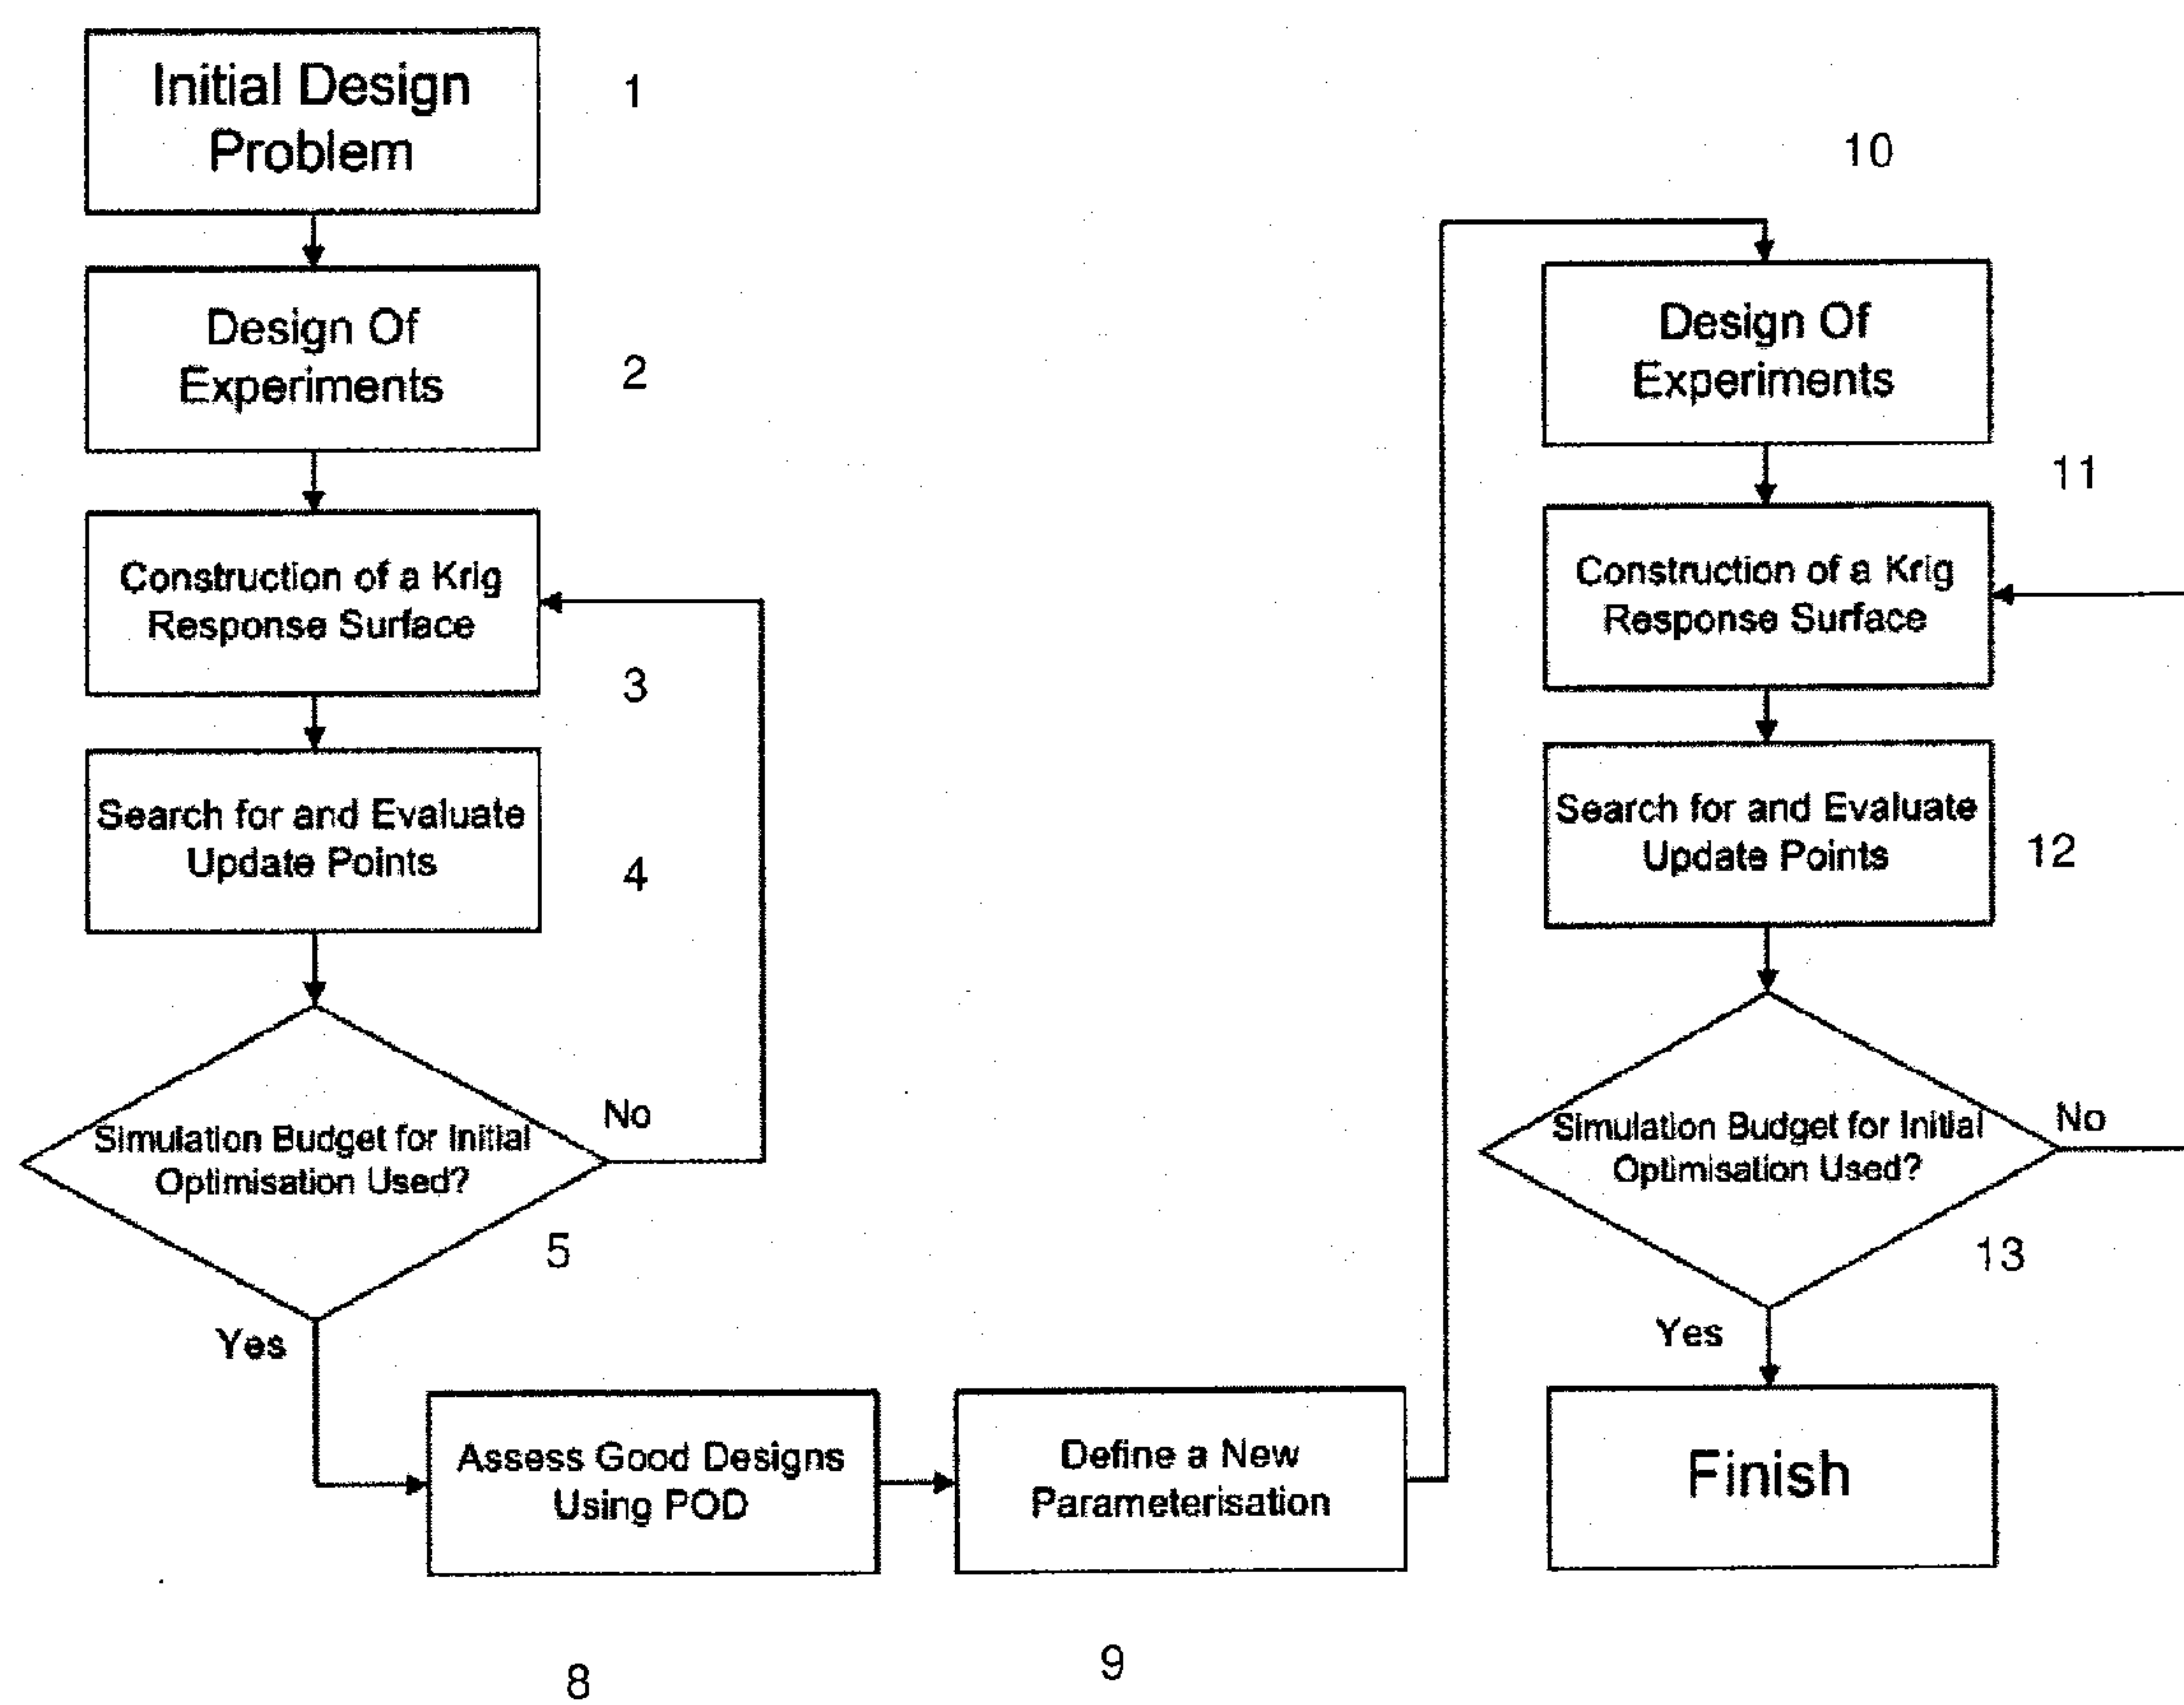 Initial Design
Problem
1
Design Of
Experiments
2
Construction of a Krig
Response Surface
3
Search for and Evaluate
Update Points
4
Simulation Budget for Initial
Optimisation Used?
No
5
Yes
Assess Good Designs
Using POD
8
Define a New
Parameterisation
9
10
Design Of
Experiments
11
Construction of a Krig
Response Surface
Search for and Evaluate
Update Points
12
Simulation Budget for Initial
Optimisation Used?
No
13
Yes
Finish